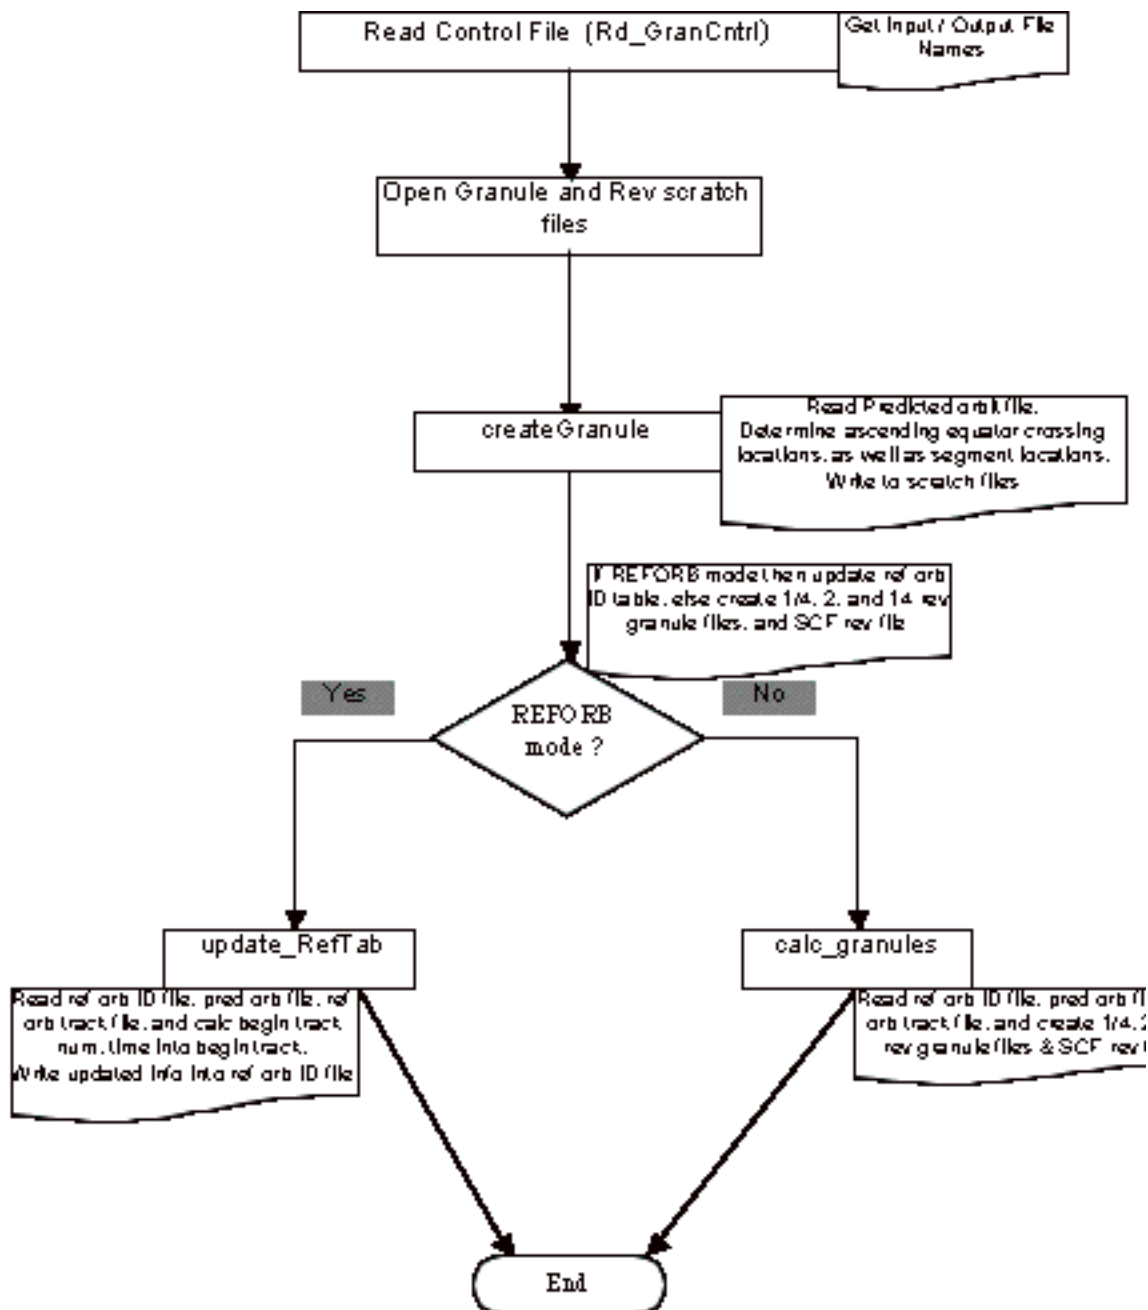 Read Control File (Rd_GranCntrl)
Get Input / Output File
Names
Open Granule and Rev scratch
files
createGranule
Read Predicted orbit file.
Determine ascending equator crossing
locations, as well as segment locations.
Write to scratch files
If REFORB mode then update ref orb
ID table, else create 1/4, 2, and 14 rev
granule files, and SCF rev file
Yes
No
REFORB
mode ?
update_RefTab
calc_granules
Read ref orb ID file, pred orb file, ref
orb track file, and calc begin track
num, time into begin track.
Write updated info into ref orb ID file
Read ref orb ID file, pred orb
orb track file, and create 1/4,
rev granule files & SCF rev
End